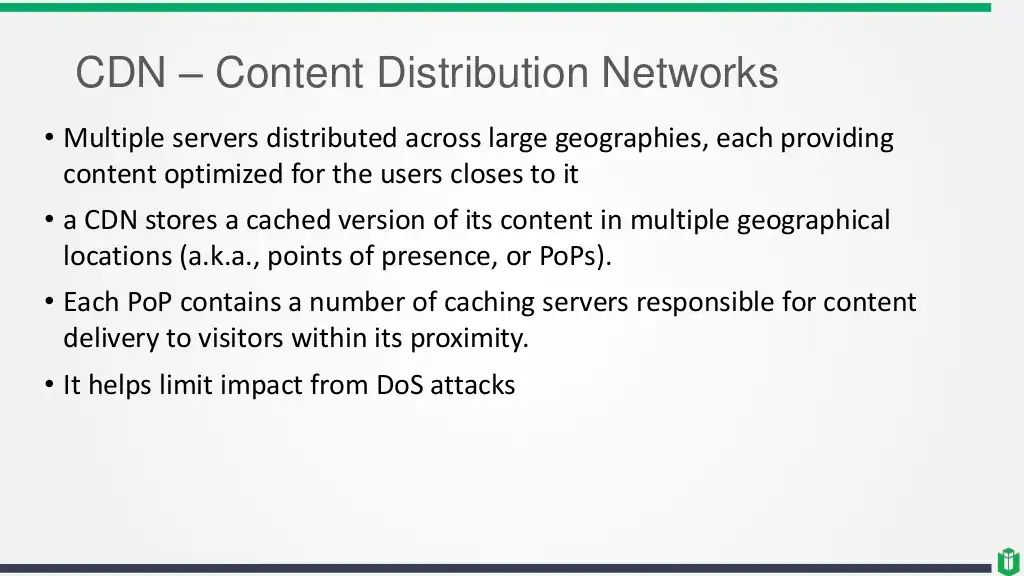 CDN – Content Distribution Networks
• Multiple servers distributed across large geographies, each providing
content optimized for the users closes to it
• a CDN stores a cached version of its content in multiple geographical
locations (a.k.a., points of presence, or PoPs).
• Each PoP contains a number of caching servers responsible for content
delivery to visitors within its proximity.
• It helps limit impact from DoS attacks